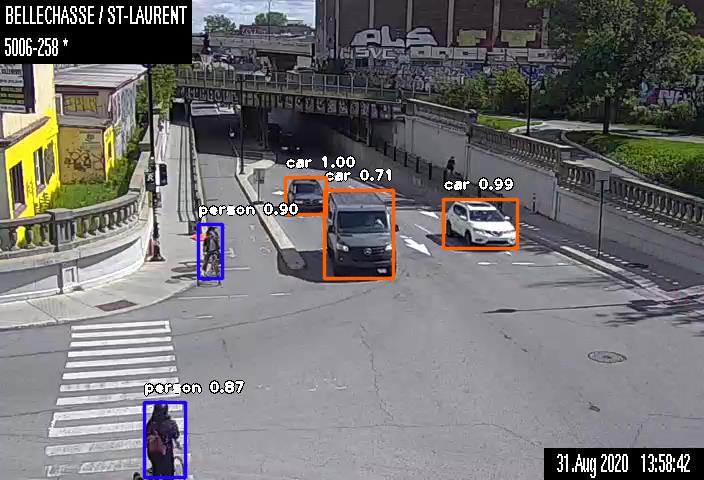 BELLECHASSE / ST-LAURENT
5006-258 *
car 1.00
car 0.71
car 0.99
person 0.90
person 0.87
31.Aug 2020 13:58:42